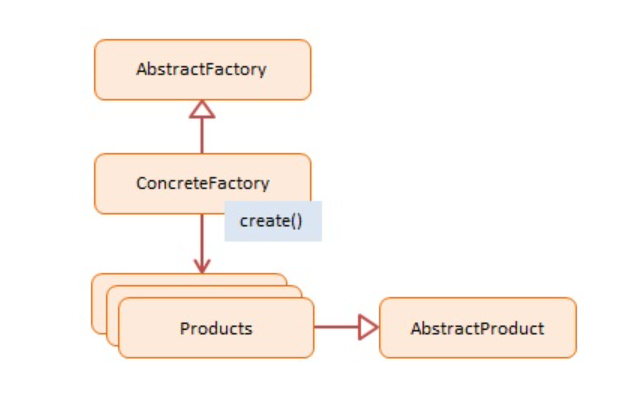 AbstractFactory
ConcreteFactory
create()
Products
AbstractProduct